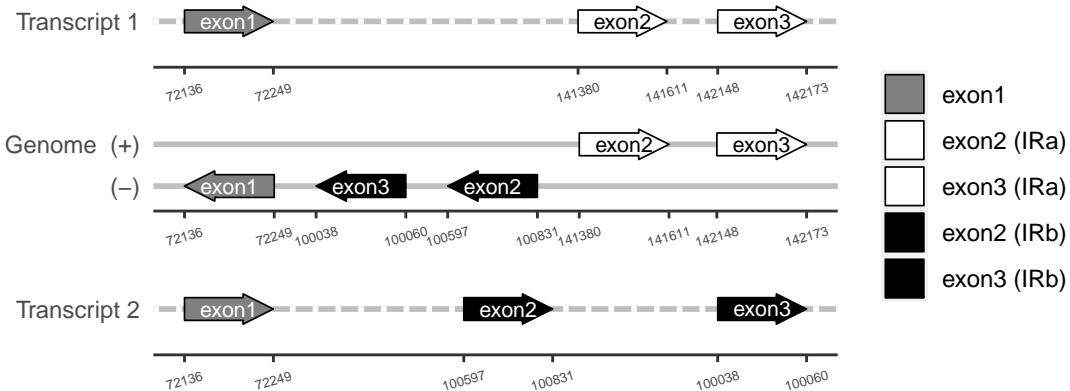 Transcript 1 exon1 exon2 exon3
72136 72249 141380 141611 142148 142173
Genome (+) exon2 exon3
(−) exon1 exon3 exon2
72136 72249 100038 100060 100597 100831 141380 141611 142148 142173
Transcript 2 exon1 exon2 exon3
72136 72249 100597 100831 100038 100060
exon1
exon2 (IRa)
exon3 (IRa)
exon2 (IRb)
exon3 (IRb)